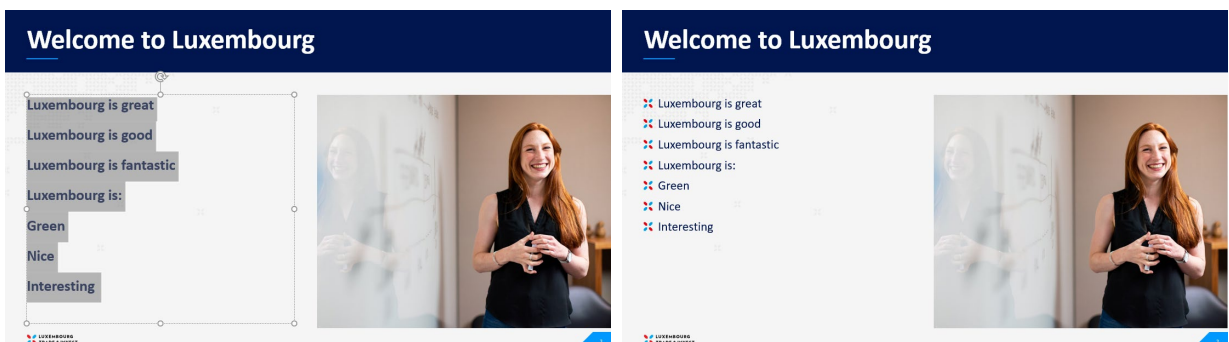 Welcome to Luxembourg
Luxembourg is great
Luxembourg is good
Luxembourg is fantastic
Luxembourg is:
Green
Nice
Interesting
LUXEMBOURG
Welcome to Luxembourg
Luxembourg is great
Luxembourg is good
Luxembourg is fantastic
Luxembourg is:
Green
Nice
Interesting